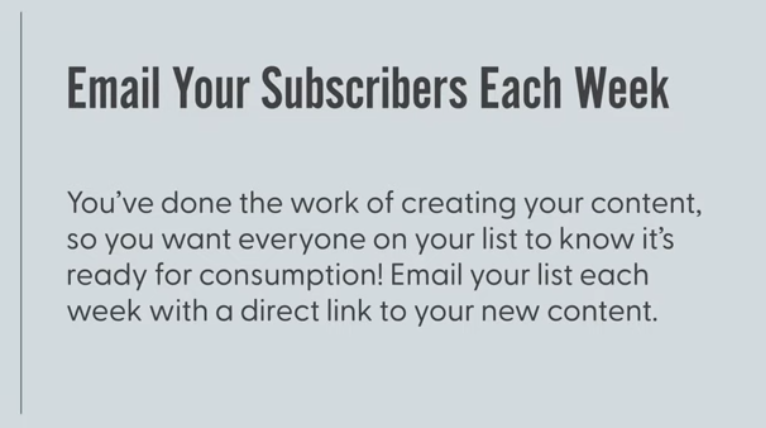 Email Your Subscribers Each Week
You’ve done the work of creating your content,
so you want everyone on your list to know it’s
ready for consumption! Email your list each
week with a direct link to your new content.